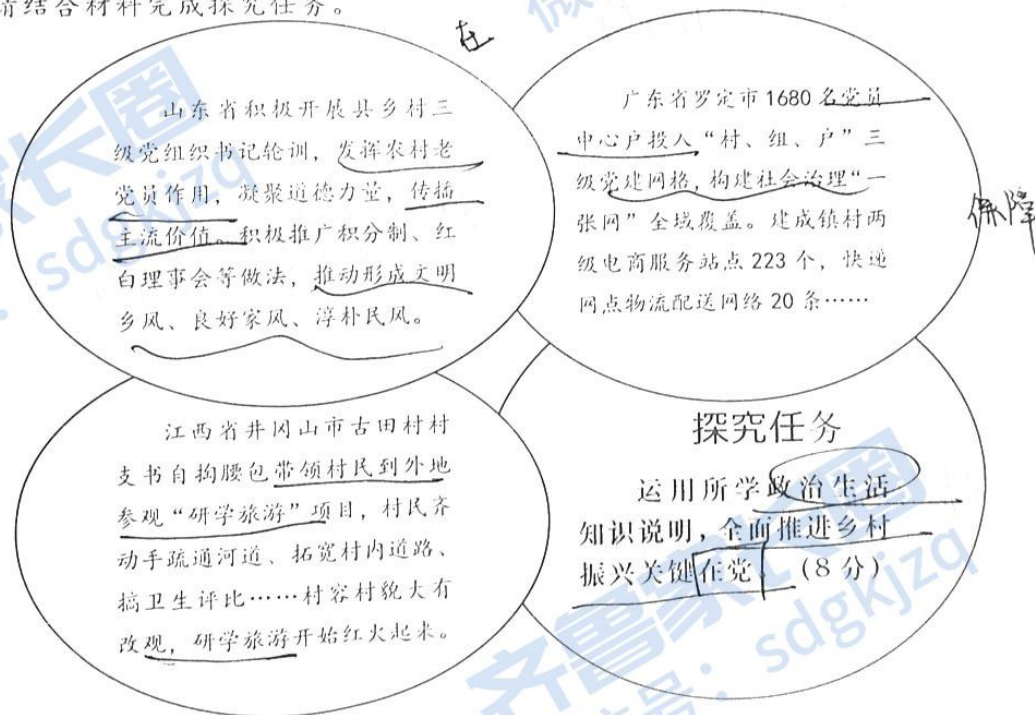 请结合材料完成探究任务。
在
山东省积极开展县乡村三
级党组织书记轮训，发挥农村老
党员作用，凝聚道德力量，传播
主流价值。积极推广积分制、红
白理事会等做法，推动形成文明
乡风、良好家风、淳朴民风。
广东省罗定市1680名党员
中心户投入“村、组、户”三
级党建网格，构建社会治理“一
张网”全域覆盖。建成镇村两
级电商服务站点223个，快递
网点物流配送网络20条……
保障
江西省井冈山市古田村村
支书自掏腰包带领村民到外地
参观“研学旅游”项目，村民齐
动手疏通河道、拓宽村内道路、
搞卫生评比……村容村貌大有
改观，研学旅游开始红火起来。
探究任务
运用所学政治生活
知识说明，全面推进乡村
振兴关键在党。(8分)
家长圈
：sdgkjzq
微
齐鲁家长圈
号：sdgkjzq